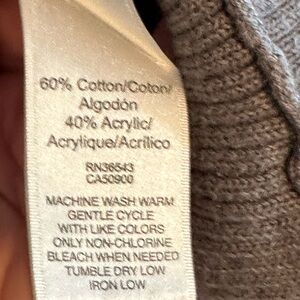 60% Cotton/Coton/
Algodón
40% Acrylic/
Acrylique/Acrílico
RN36543
CA50900
MACHINE WASH WARM
GENTLE CYCLE
WITH LIKE COLORS
ONLY NON-CHLORINE
BLEACH WHEN NEEDED
TUMBLE DRY LOW
IRON LOW